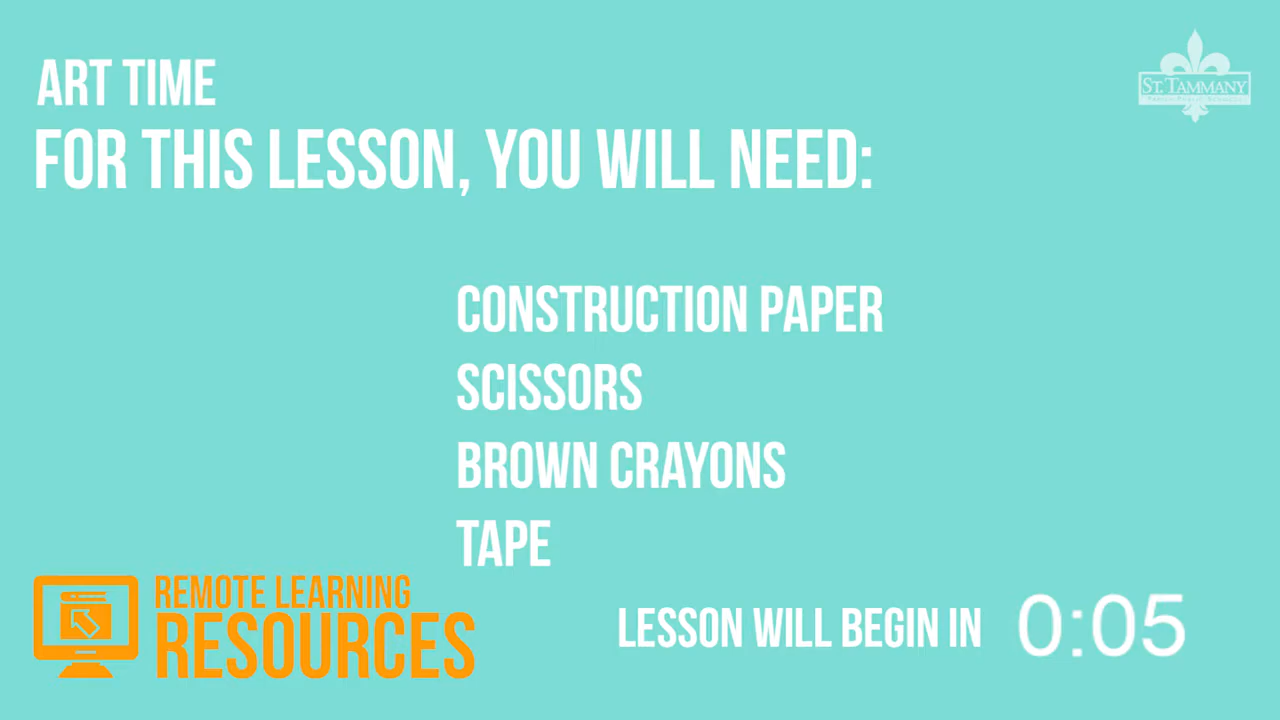 ART TIME
FOR THIS LESSON, YOU WILL NEED:
ST. TAMMANY
CONSTRUCTION PAPER
SCISSORS
BROWN CRAYONS
TAPE
REMOTE LEARNING
RESOURCES
LESSON WILL BEGIN IN 0:05